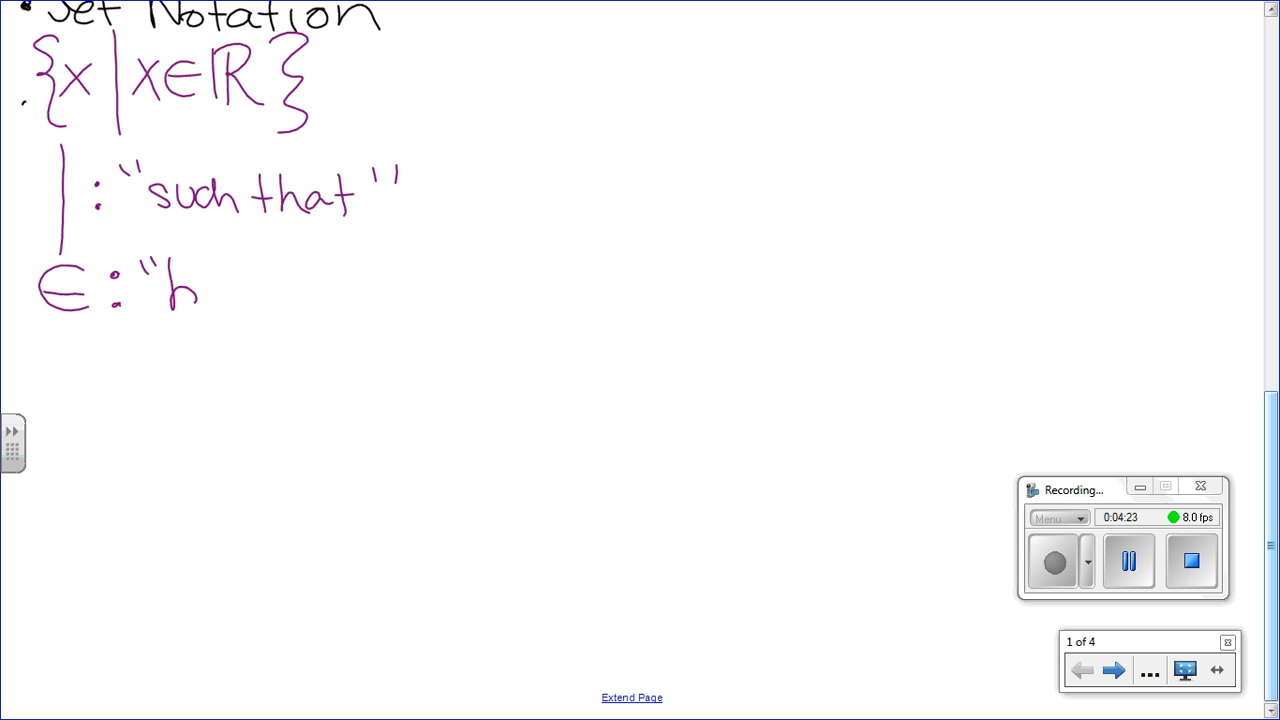 • Set Notation
{x | x ∈ ℝ}
| : "such that"
∈ : "h
Recording...
Menu
0:04:23
8.0 fps
1 of 4
...
Extend Page